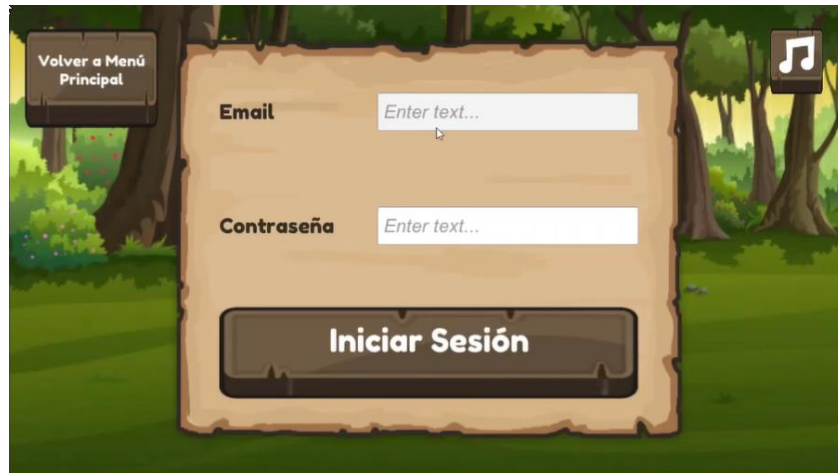 Volver a Menú
Principal
Email
Enter text...
Contraseña
Enter text...
Iniciar Sesión